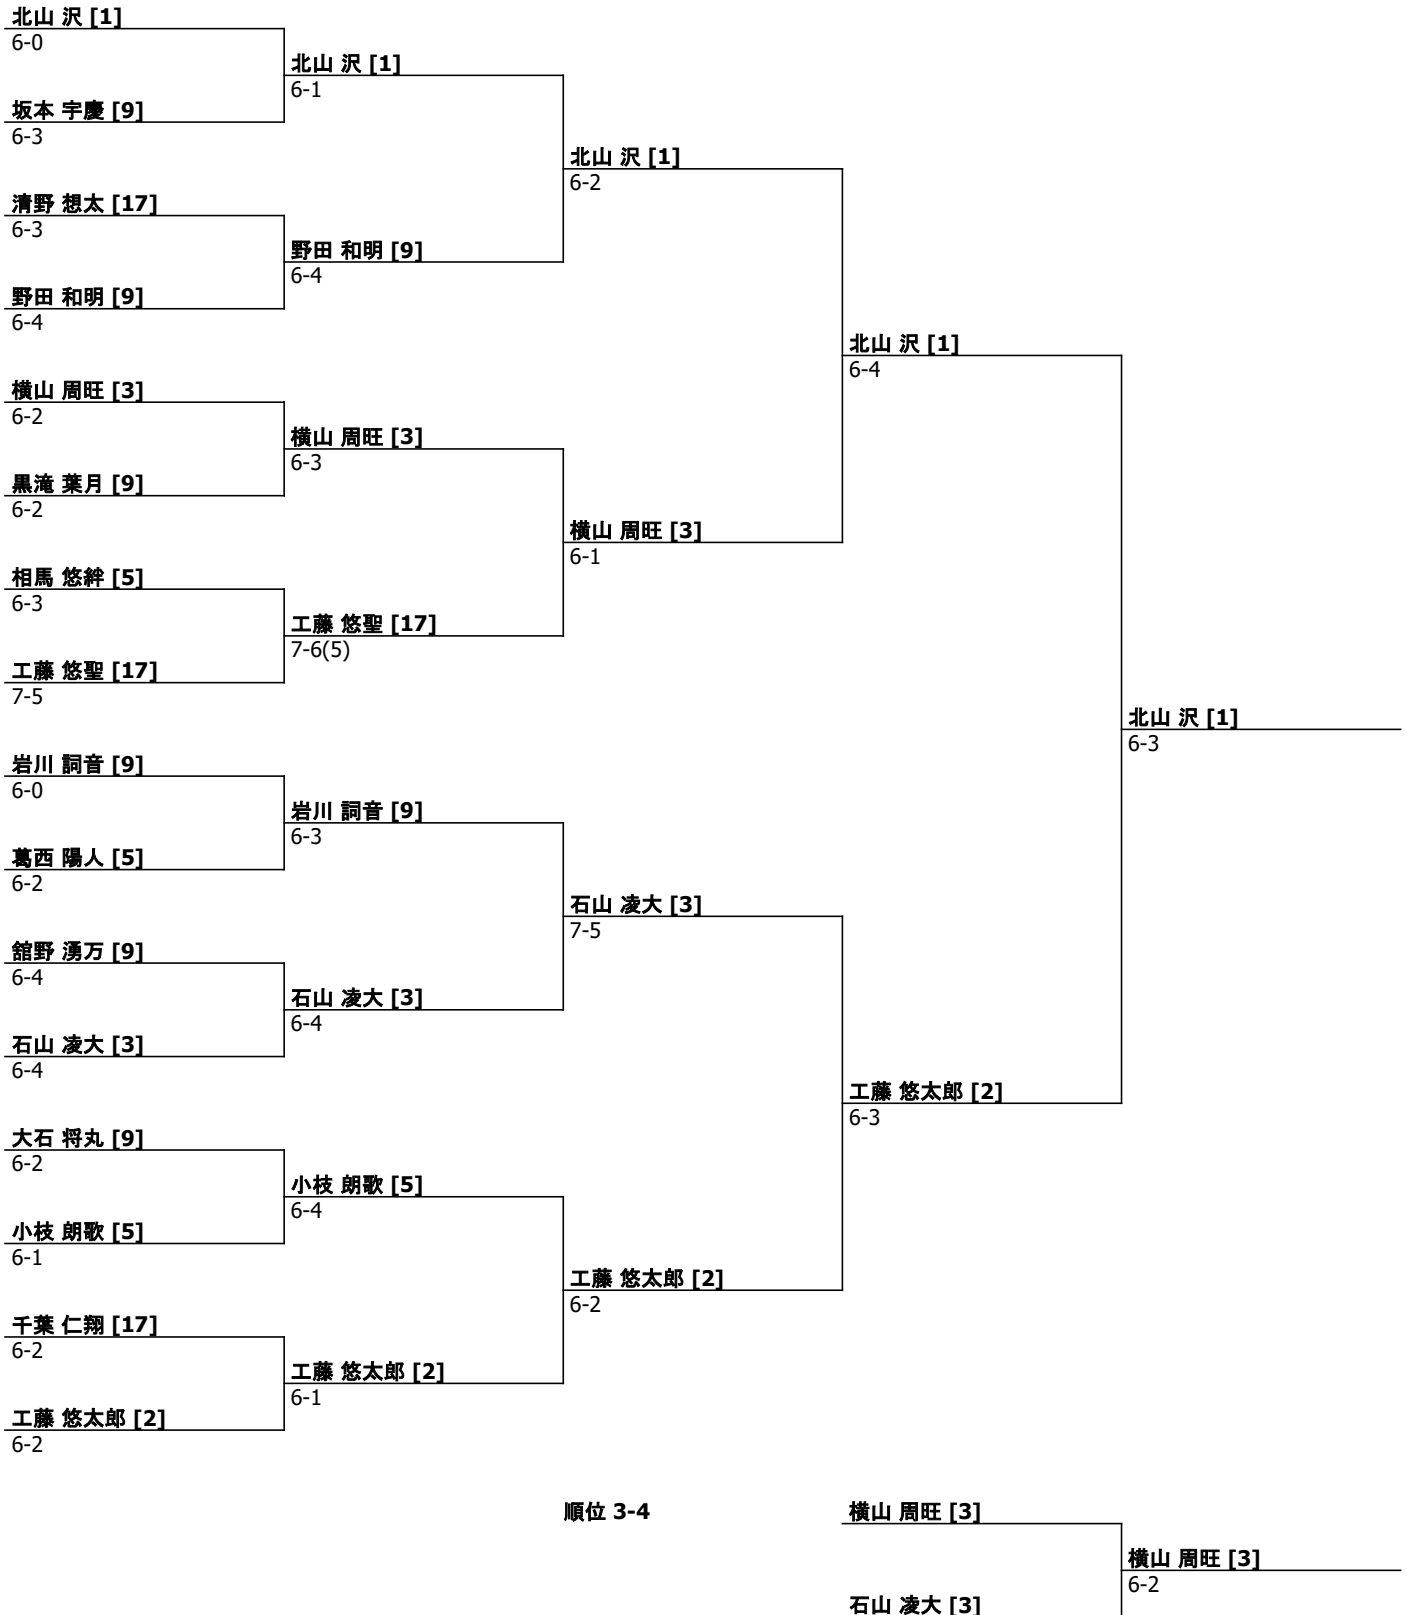 北山 沢 [1]
6-0
北山 沢 [1]
6-1
坂本 宇慶 [9]
6-3
北山 沢 [1]
6-2
清野 想太 [17]
6-3
野田 和明 [9]
6-4
野田 和明 [9]
6-4
北山 沢 [1]
6-4
横山 周旺 [3]
6-2
横山 周旺 [3]
6-3
黒滝 葉月 [9]
6-2
横山 周旺 [3]
6-1
相馬 悠絆 [5]
6-3
工藤 悠聖 [17]
7-6(5)
工藤 悠聖 [17]
7-5
北山 沢 [1]
6-3
岩川 詞音 [9]
6-0
岩川 詞音 [9]
6-3
葛西 陽人 [5]
6-2
石山 凌大 [3]
7-5
舘野 湧万 [9]
6-4
石山 凌大 [3]
6-4
石山 凌大 [3]
6-4
工藤 悠太郎 [2]
6-3
大石 将丸 [9]
6-2
小枝 朗歌 [5]
6-4
小枝 朗歌 [5]
6-1
工藤 悠太郎 [2]
6-2
千葉 仁翔 [17]
6-2
工藤 悠太郎 [2]
6-1
工藤 悠太郎 [2]
6-2
順位 3-4
横山 周旺 [3]
横山 周旺 [3]
6-2
石山 凌大 [3]